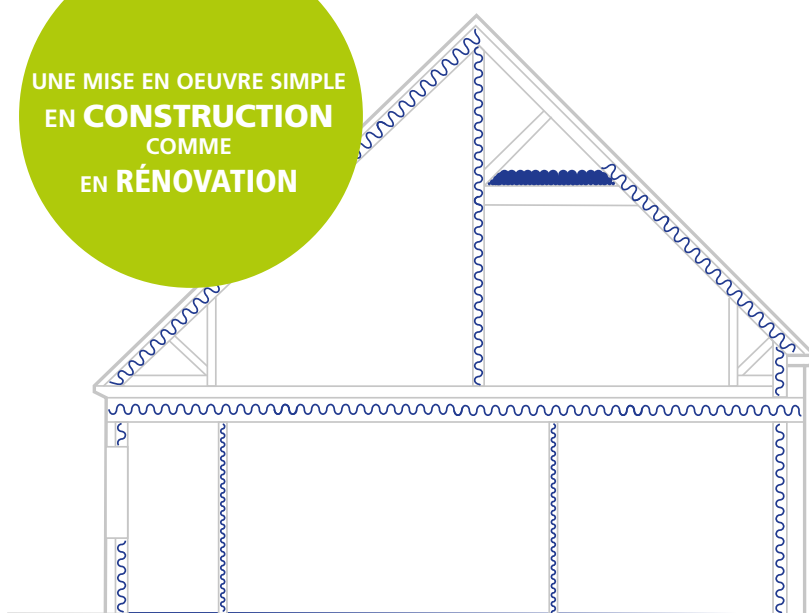 UNE MISE EN OEUVRE SIMPLE
EN CONSTRUCTION
COMME
EN RÉNOVATION